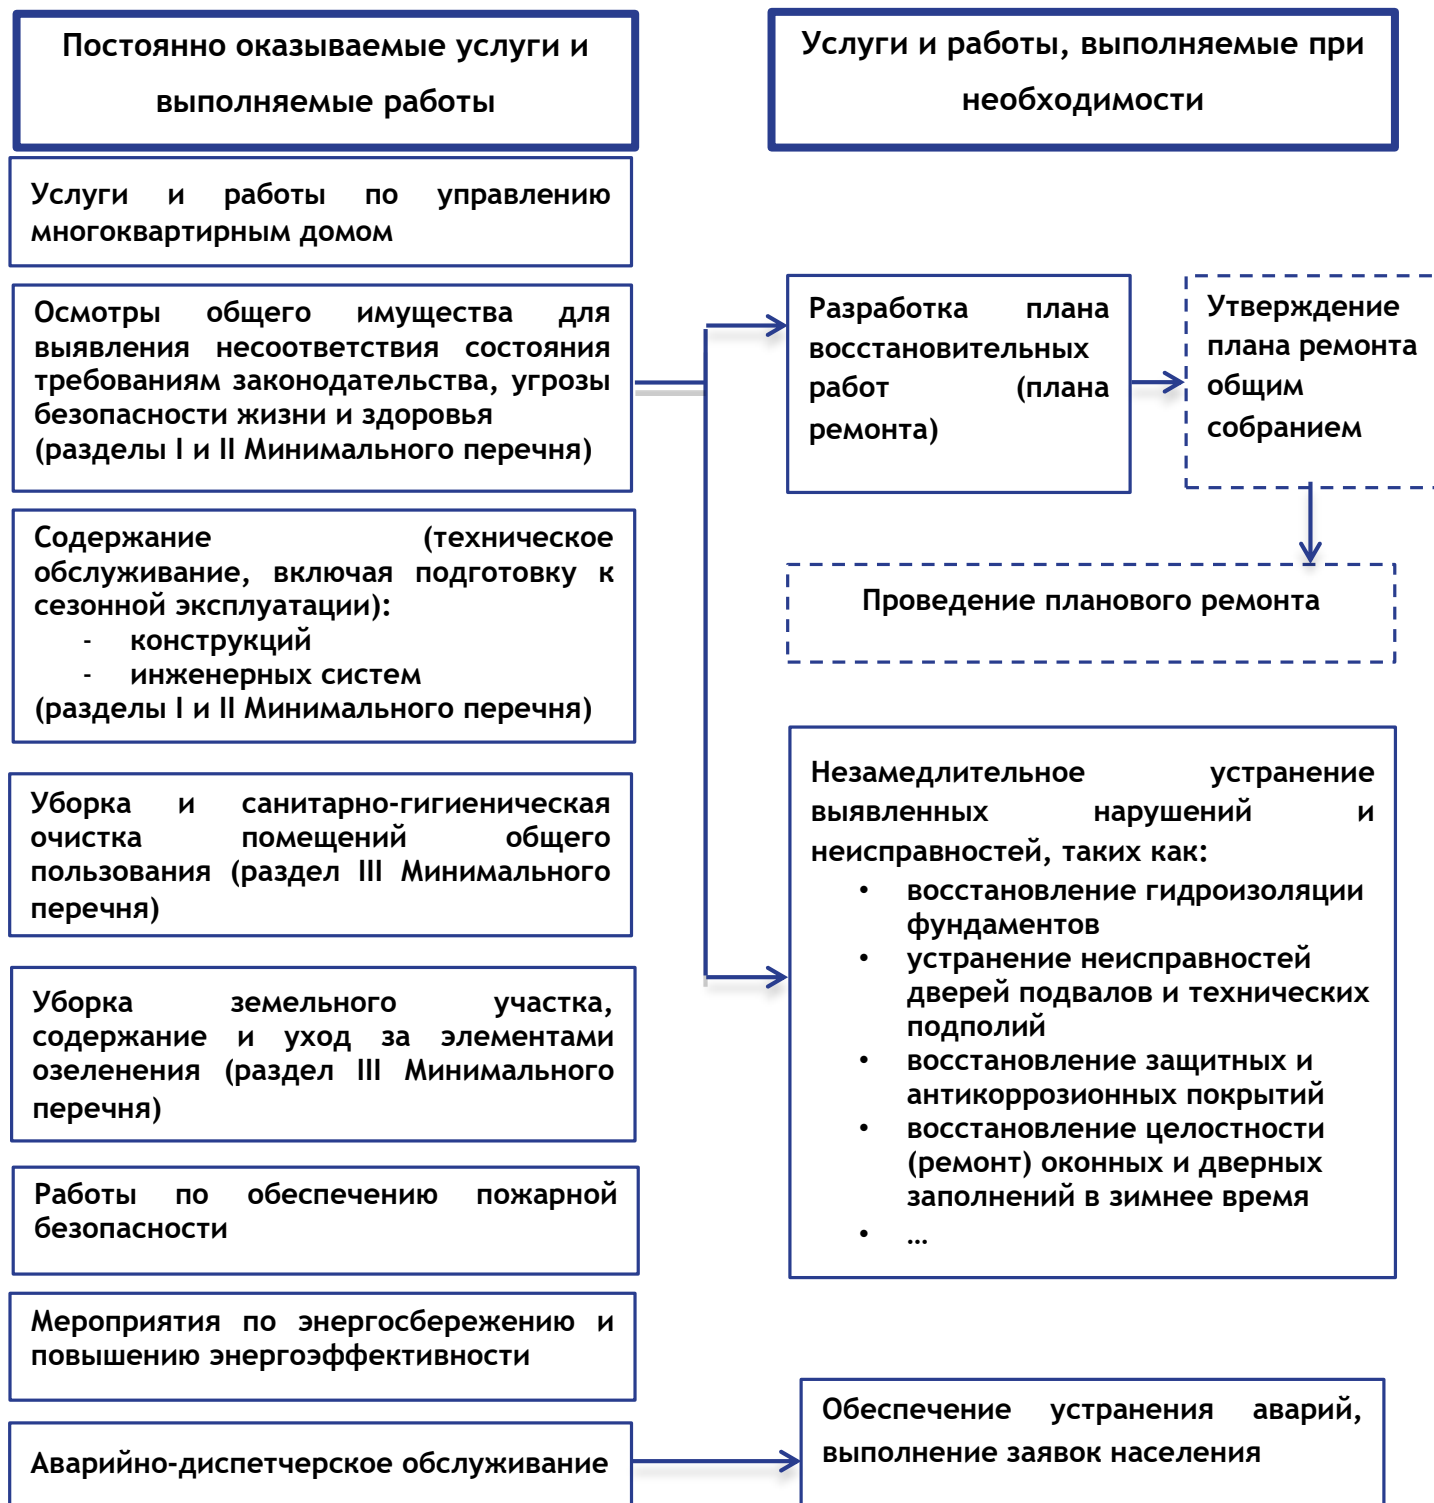 Постоянно оказываемые услуги и
выполняемые работы
Услуги и работы, выполняемые при
необходимости
Услуги и работы по управлению
многоквартирным домом
Осмотры общего имущества для
выявления несоответствия состояния
требованиям законодательства, угрозы
безопасности жизни и здоровья
(разделы I и II Минимального перечня)
Разработка плана
восстановительных
работ (плана
ремонта)
Утверждение
плана ремонта
общим
собранием
Содержание (техническое
обслуживание, включая подготовку к
сезонной эксплуатации):
- конструкций
- инженерных систем
(разделы I и II Минимального перечня)
Проведение планового ремонта
Уборка и санитарно-гигиеническая
очистка помещений общего
пользования (раздел III Минимального
перечня)
Незамедлительное устранение
выявленных нарушений и
неисправностей, таких как:
• восстановление гидроизоляции
фундаментов
• устранение неисправностей
дверей подвалов и технических
подполий
• восстановление защитных и
антикоррозионных покрытий
• восстановление целостности
(ремонт) оконных и дверных
заполнений в зимнее время
• …
Уборка земельного участка,
содержание и уход за элементами
озеленения (раздел III Минимального
перечня)
Работы по обеспечению пожарной
безопасности
Мероприятия по энергосбережению и
повышению энергоэффективности
Аварийно-диспетчерское обслуживание
Обеспечение устранения аварий,
выполнение заявок населения